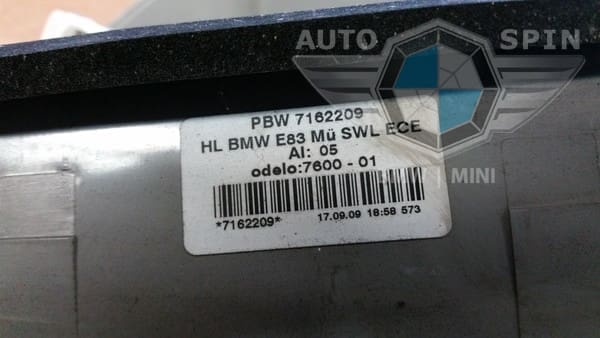 AUTO SPIN
PBW 7162209
HL BMW E83 Mü SWL ECE
AI: 05
odelo:7600 - 01
BMW | MINI
*7162209* 17.09.09 18:58 573